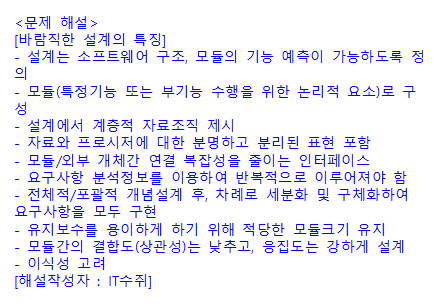 <문제 해설>
[바람직한 설계의 특징]
- 설계는 소프트웨어 구조, 모듈의 기능 예측이 가능하도록 정
의
- 모듈(특정기능 또는 부기능 수행을 위한 논리적 요소)로 구
성
- 설계에서 계층적 자료조직 제시
- 자료와 프로시저에 대한 분명하고 분리된 표현 포함
- 모듈/외부 개체간 연결 복잡성을 줄이는 인터페이스
- 요구사항 분석정보를 이용하여 반복적으로 이루어져야 함
- 전체적/포괄적 개념설계 후, 차례로 세분화 및 구체화하여
요구사항을 모두 구현
- 유지보수를 용이하게 하기 위해 적당한 모듈크기 유지
- 모듈간의 결합도(상관성)는 낮추고, 응집도는 강하게 설계
- 이식성 고려
[해설작성자 : IT수쥐]